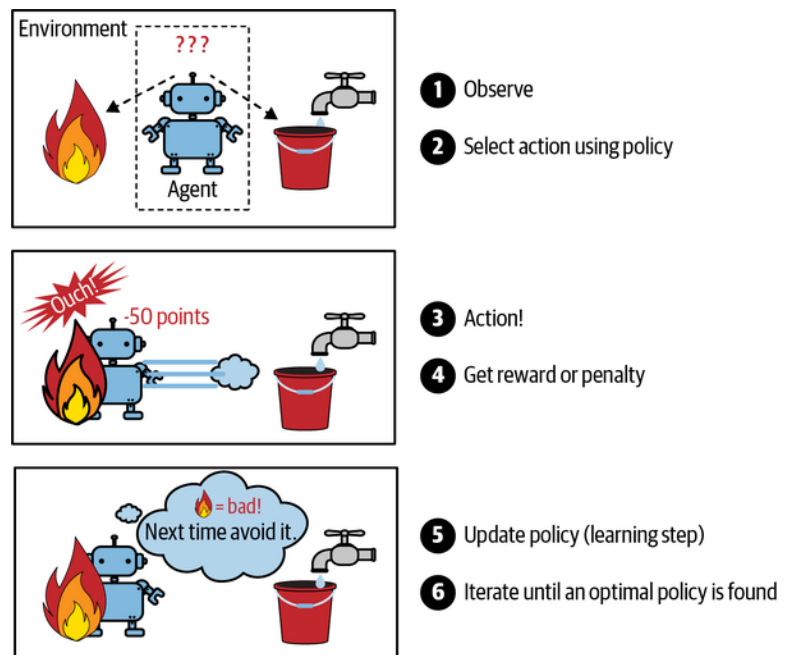 Environment
???
Agent
1 Observe
2 Select action using policy
Ouch!
-50 points
3 Action!
4 Get reward or penalty
= bad!
Next time avoid it.
5 Update policy (learning step)
6 Iterate until an optimal policy is found